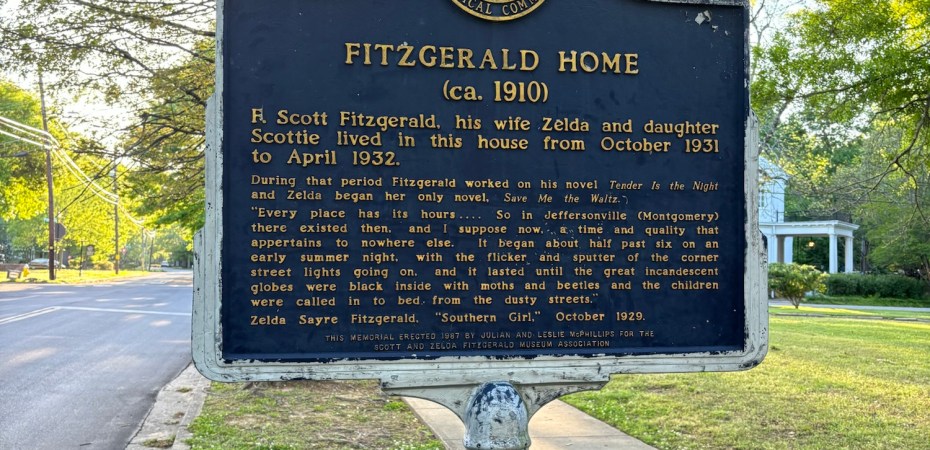 ICAL COMM
FITZGERALD HOME
(ca. 1910)
F. Scott Fitzgerald, his wife Zelda and daughter
Scottie lived in this house from October 1931
to April 1932.
During that period Fitzgerald worked on his novel Tender Is the Night
and Zelda began her only novel, Save Me the Waltz.
"Every place has its hours.... So in Jeffersonville (Montgomery)
there existed then, and I suppose now, a time and quality that
appertains to nowhere else. It began about half past six on an
early summer night, with the flicker and sputter of the corner
street lights going on, and it lasted until the great incandescent
globes were black inside with moths and beetles and the children
were called in to bed from the dusty streets."
Zelda Sayre Fitzgerald, "Southern Girl," October 1929.
THIS MEMORIAL ERECTED 1987 BY JULIAN AND LESLIE McPHILLIPS FOR THE
SCOTT AND ZELDA FITZGERALD MUSEUM ASSOCIATION